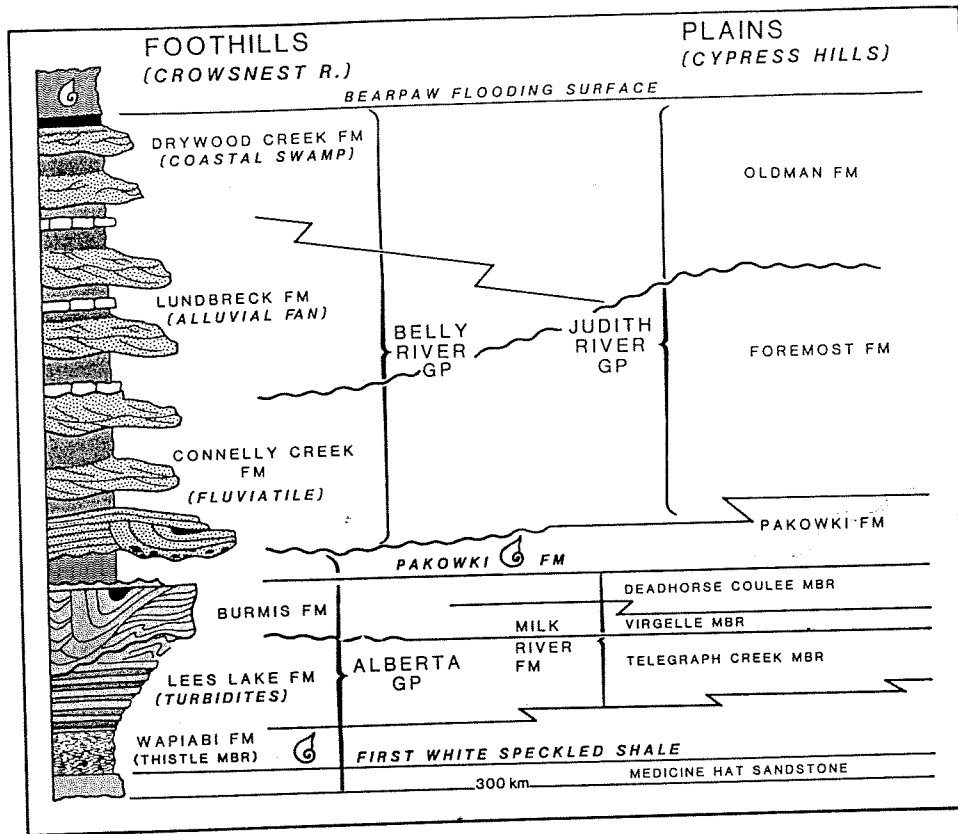 FOOTHILLS
(CROWSNEST R.)
PLAINS
(CYPRESS HILLS)
BEARPAW FLOODING SURFACE
DRYWOOD CREEK FM
(COASTAL SWAMP)
OLDMAN FM
LUNDBRECK FM
(ALLUVIAL FAN)
BELLY
RIVER
GP
JUDITH
RIVER
GP
FOREMOST FM
CONNELLY CREEK
FM
(FLUVIATILE)
PAKOWKI FM
PAKOWKI FM
BURMIS FM
DEADHORSE COULEE MBR
MILK
RIVER
FM
VIRGELLE MBR
LEES LAKE FM
(TURBIDITES)
ALBERTA
GP
TELEGRAPH CREEK MBR
WAPIABI FM
(THISTLE MBR)
FIRST WHITE SPECKLED SHALE
MEDICINE HAT SANDSTONE
300 km